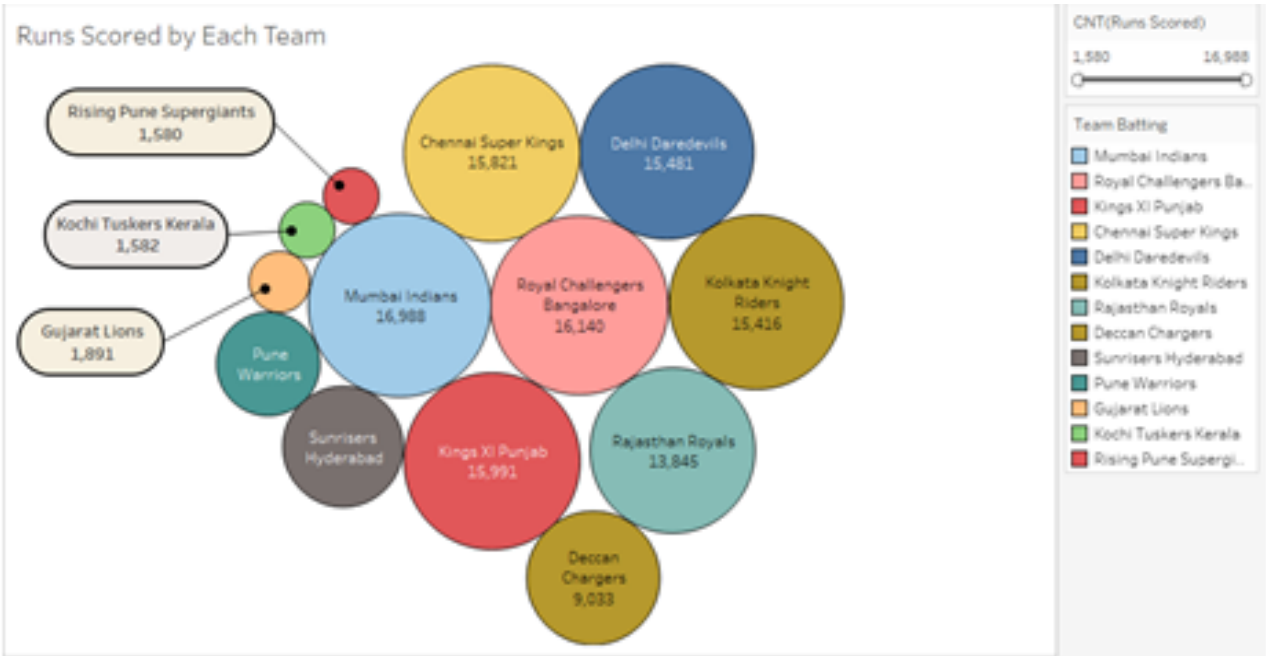 Runs Scored by Each Team
Rising Pune Supergiants
1,580
Kochi Tuskers Kerala
1,582
Gujarat Lions
1,891
Chennai Super Kings
15,821
Delhi Daredevils
15,481
Mumbai Indians
16,988
Royal Challengers
Bangalore
16,140
Kolkata Knight
Riders
15,416
Pune
Warriors
Sunrisers
Hyderabad
Kings XI Punjab
15,991
Rajasthan Royals
13,845
Deccan
Chargers
9,033
CNT(Runs Scored)
1,580 16,988
Team Batting
Mumbai Indians
Royal Challengers Ba..
Kings XI Punjab
Chennai Super Kings
Delhi Daredevils
Kolkata Knight Riders
Rajasthan Royals
Deccan Chargers
Sunrisers Hyderabad
Pune Warriors
Gujarat Lions
Kochi Tuskers Kerala
Rising Pune Supergi..